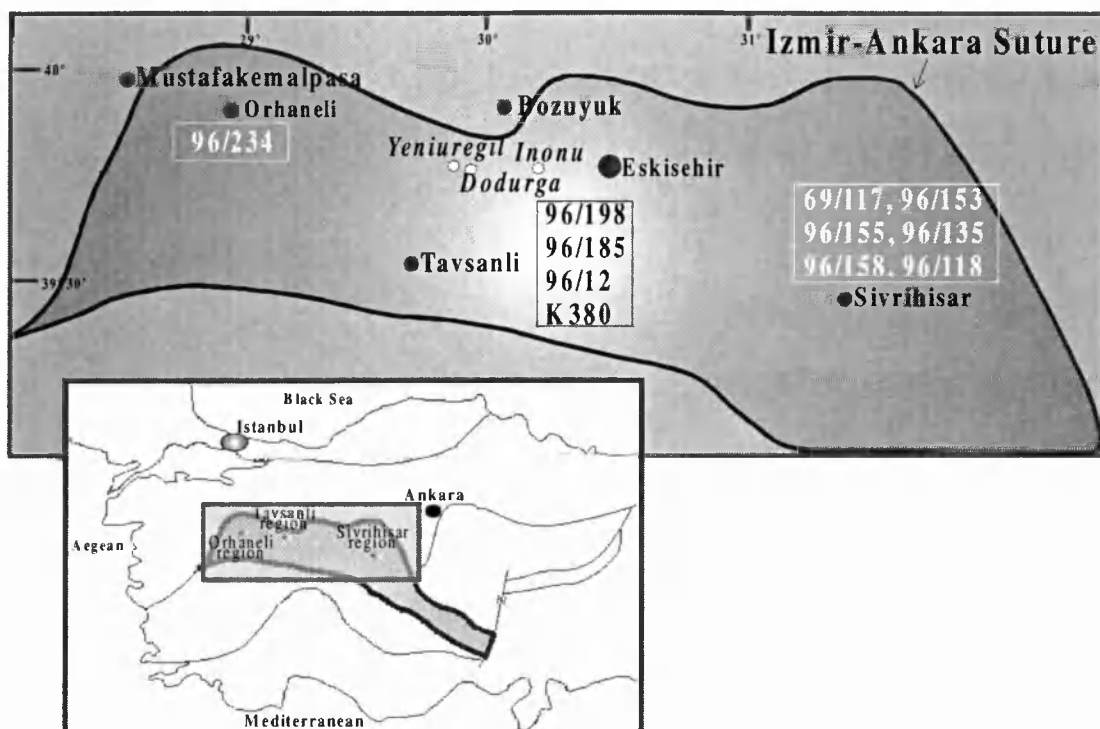 29° 30 31
Izmir-Ankara Suture
40°
Mustafakemalpasa
Orhaneli
Bozuyuk
96/234
Yeniuregil Inonu
Dodurga
Eskisehir
96/198
96/185
96/12
K380
69/117, 96/153
96/155, 96/135
96/158, 96/118
Tavsanli
39°30
Sivrihisar
Black Sea
Istanbul
Ankara
Tavsanli
region
Sivrihisar
region
Orhaneli
region
Aegean
Mediterranean